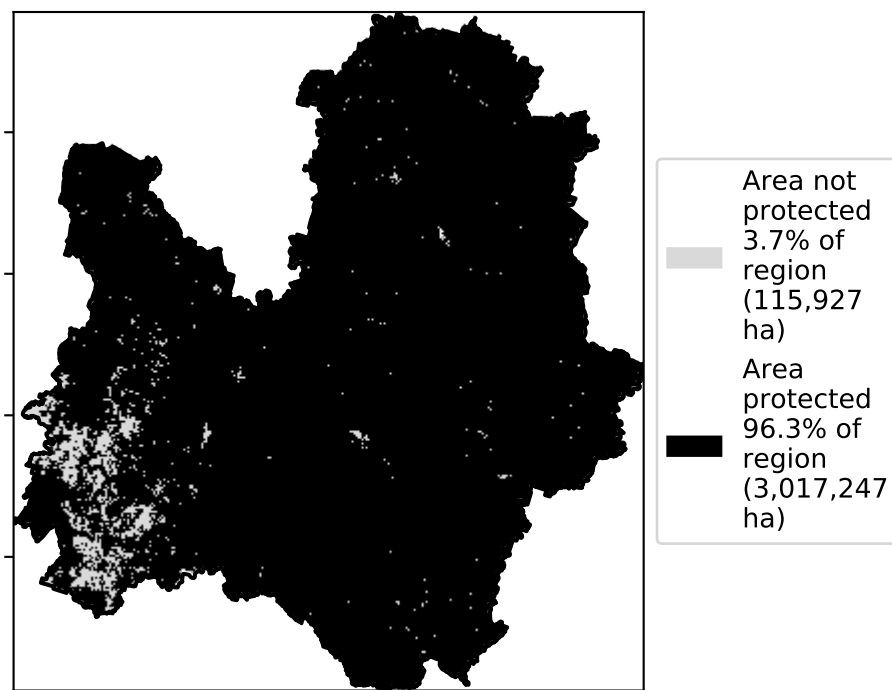 Area not
protected
3.7% of
region
(115,927
ha)
Area
protected
96.3% of
region
(3,017,247
ha)